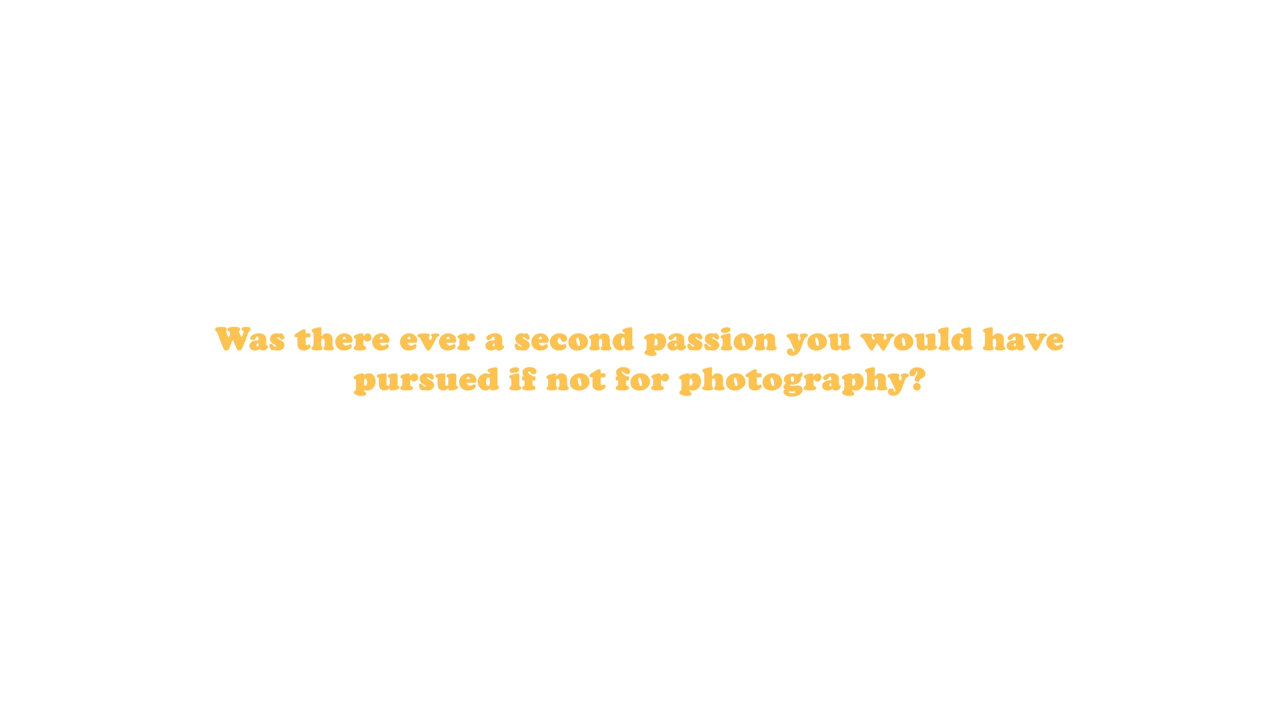 Was there ever a second passion you would have
pursued if not for photography?